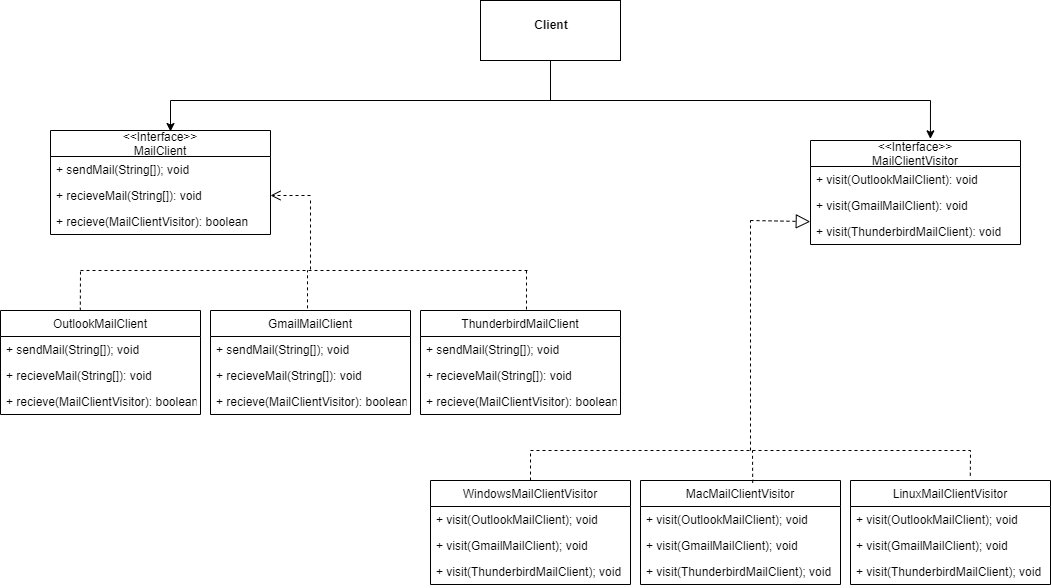 Client
<<Interface>>
MailClient
+ sendMail(String[]); void
+ recieveMail(String[]): void
+ recieve(MailClientVisitor): boolean
<<Interface>>
MailClientVisitor
+ visit(OutlookMailClient): void
+ visit(GmailMailClient): void
+ visit(ThunderbirdMailClient): void
OutlookMailClient
+ sendMail(String[]); void
+ recieveMail(String[]): void
+ recieve(MailClientVisitor): boolean
GmailMailClient
+ sendMail(String[]); void
+ recieveMail(String[]): void
+ recieve(MailClientVisitor): boolean
ThunderbirdMailClient
+ sendMail(String[]); void
+ recieveMail(String[]): void
+ recieve(MailClientVisitor): boolean
WindowsMailClientVisitor
+ visit(OutlookMailClient); void
+ visit(GmailMailClient); void
+ visit(ThunderbirdMailClient); void
MacMailClientVisitor
+ visit(OutlookMailClient); void
+ visit(GmailMailClient); void
+ visit(ThunderbirdMailClient); void
LinuxMailClientVisitor
+ visit(OutlookMailClient); void
+ visit(GmailMailClient); void
+ visit(ThunderbirdMailClient); void